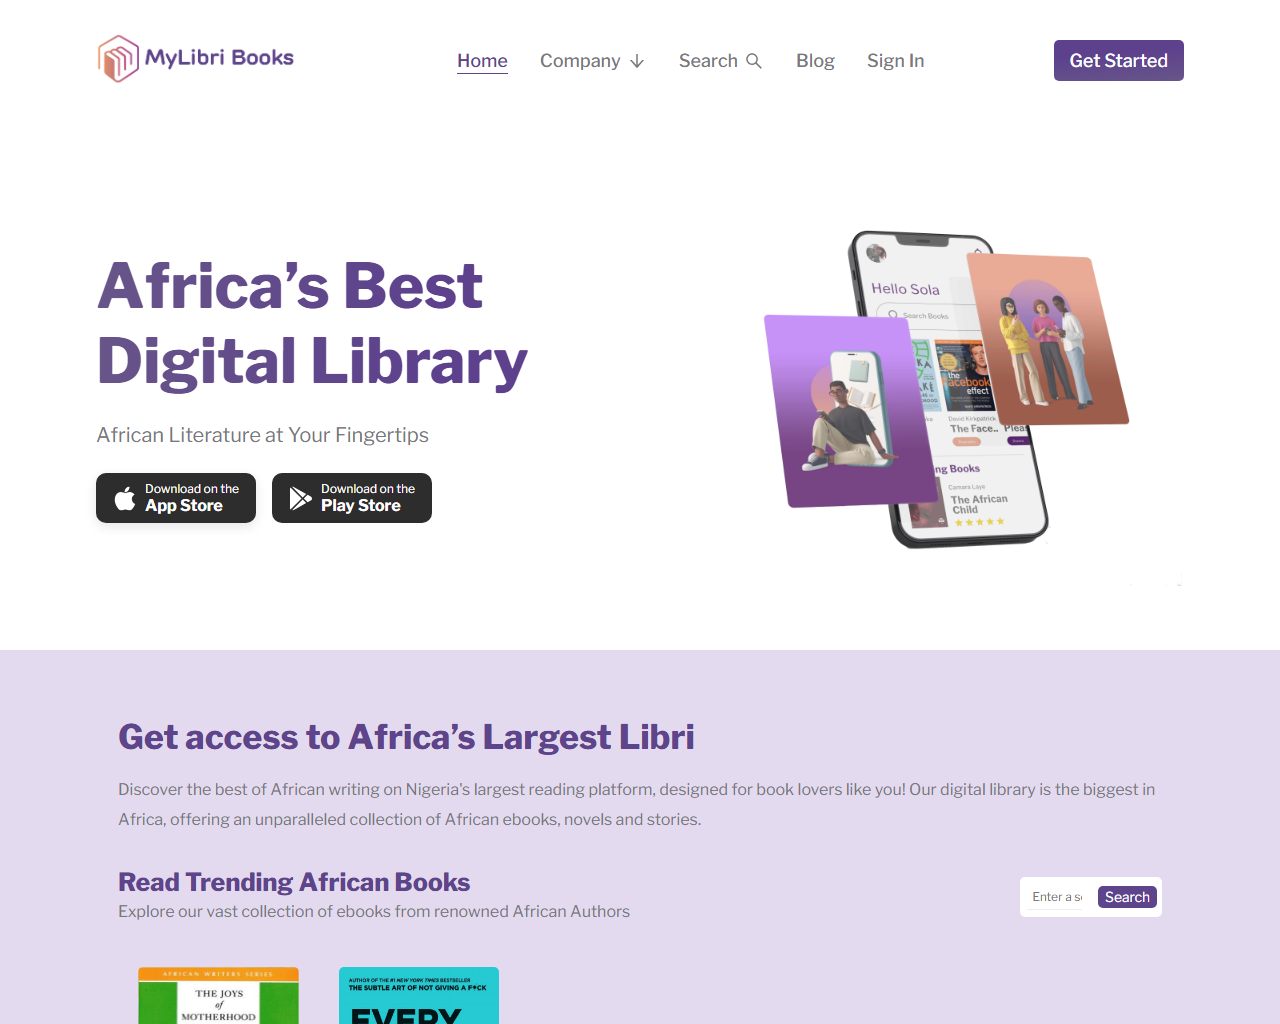 MyLibri Books
Home
Company
Search
Blog
Sign In
Get Started
Africa’s Best
Digital Library
African Literature at Your Fingertips
Download on the
App Store
Download on the
Play Store
Hello Sola
Search Books
the
facebook
effect
David Kirkpatrick
The Face..
ng Books
Camara Laye
The African
Child
Get access to Africa’s Largest Libri
Discover the best of African writing on Nigeria's largest reading platform, designed for book lovers like you! Our digital library is the biggest in
Africa, offering an unparalleled collection of African ebooks, novels and stories.
Read Trending African Books
Explore our vast collection of ebooks from renowned African Authors
Enter a se
Search
AFRICAN WRITERS SERIES
THE JOYS
of
MOTHERHOOD
AUTHOR OF THE #1 NEW YORK TIMES BESTSELLER
THE SUBTLE ART OF NOT GIVING A F*CK
EVERY